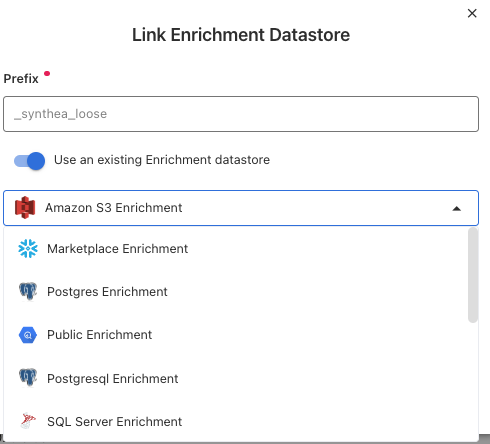 Link Enrichment Datastore
Prefix
_synthea_loose
Use an existing Enrichment datastore
Amazon S3 Enrichment
Marketplace Enrichment
Postgres Enrichment
Public Enrichment
Postgresql Enrichment
SQL Server Enrichment